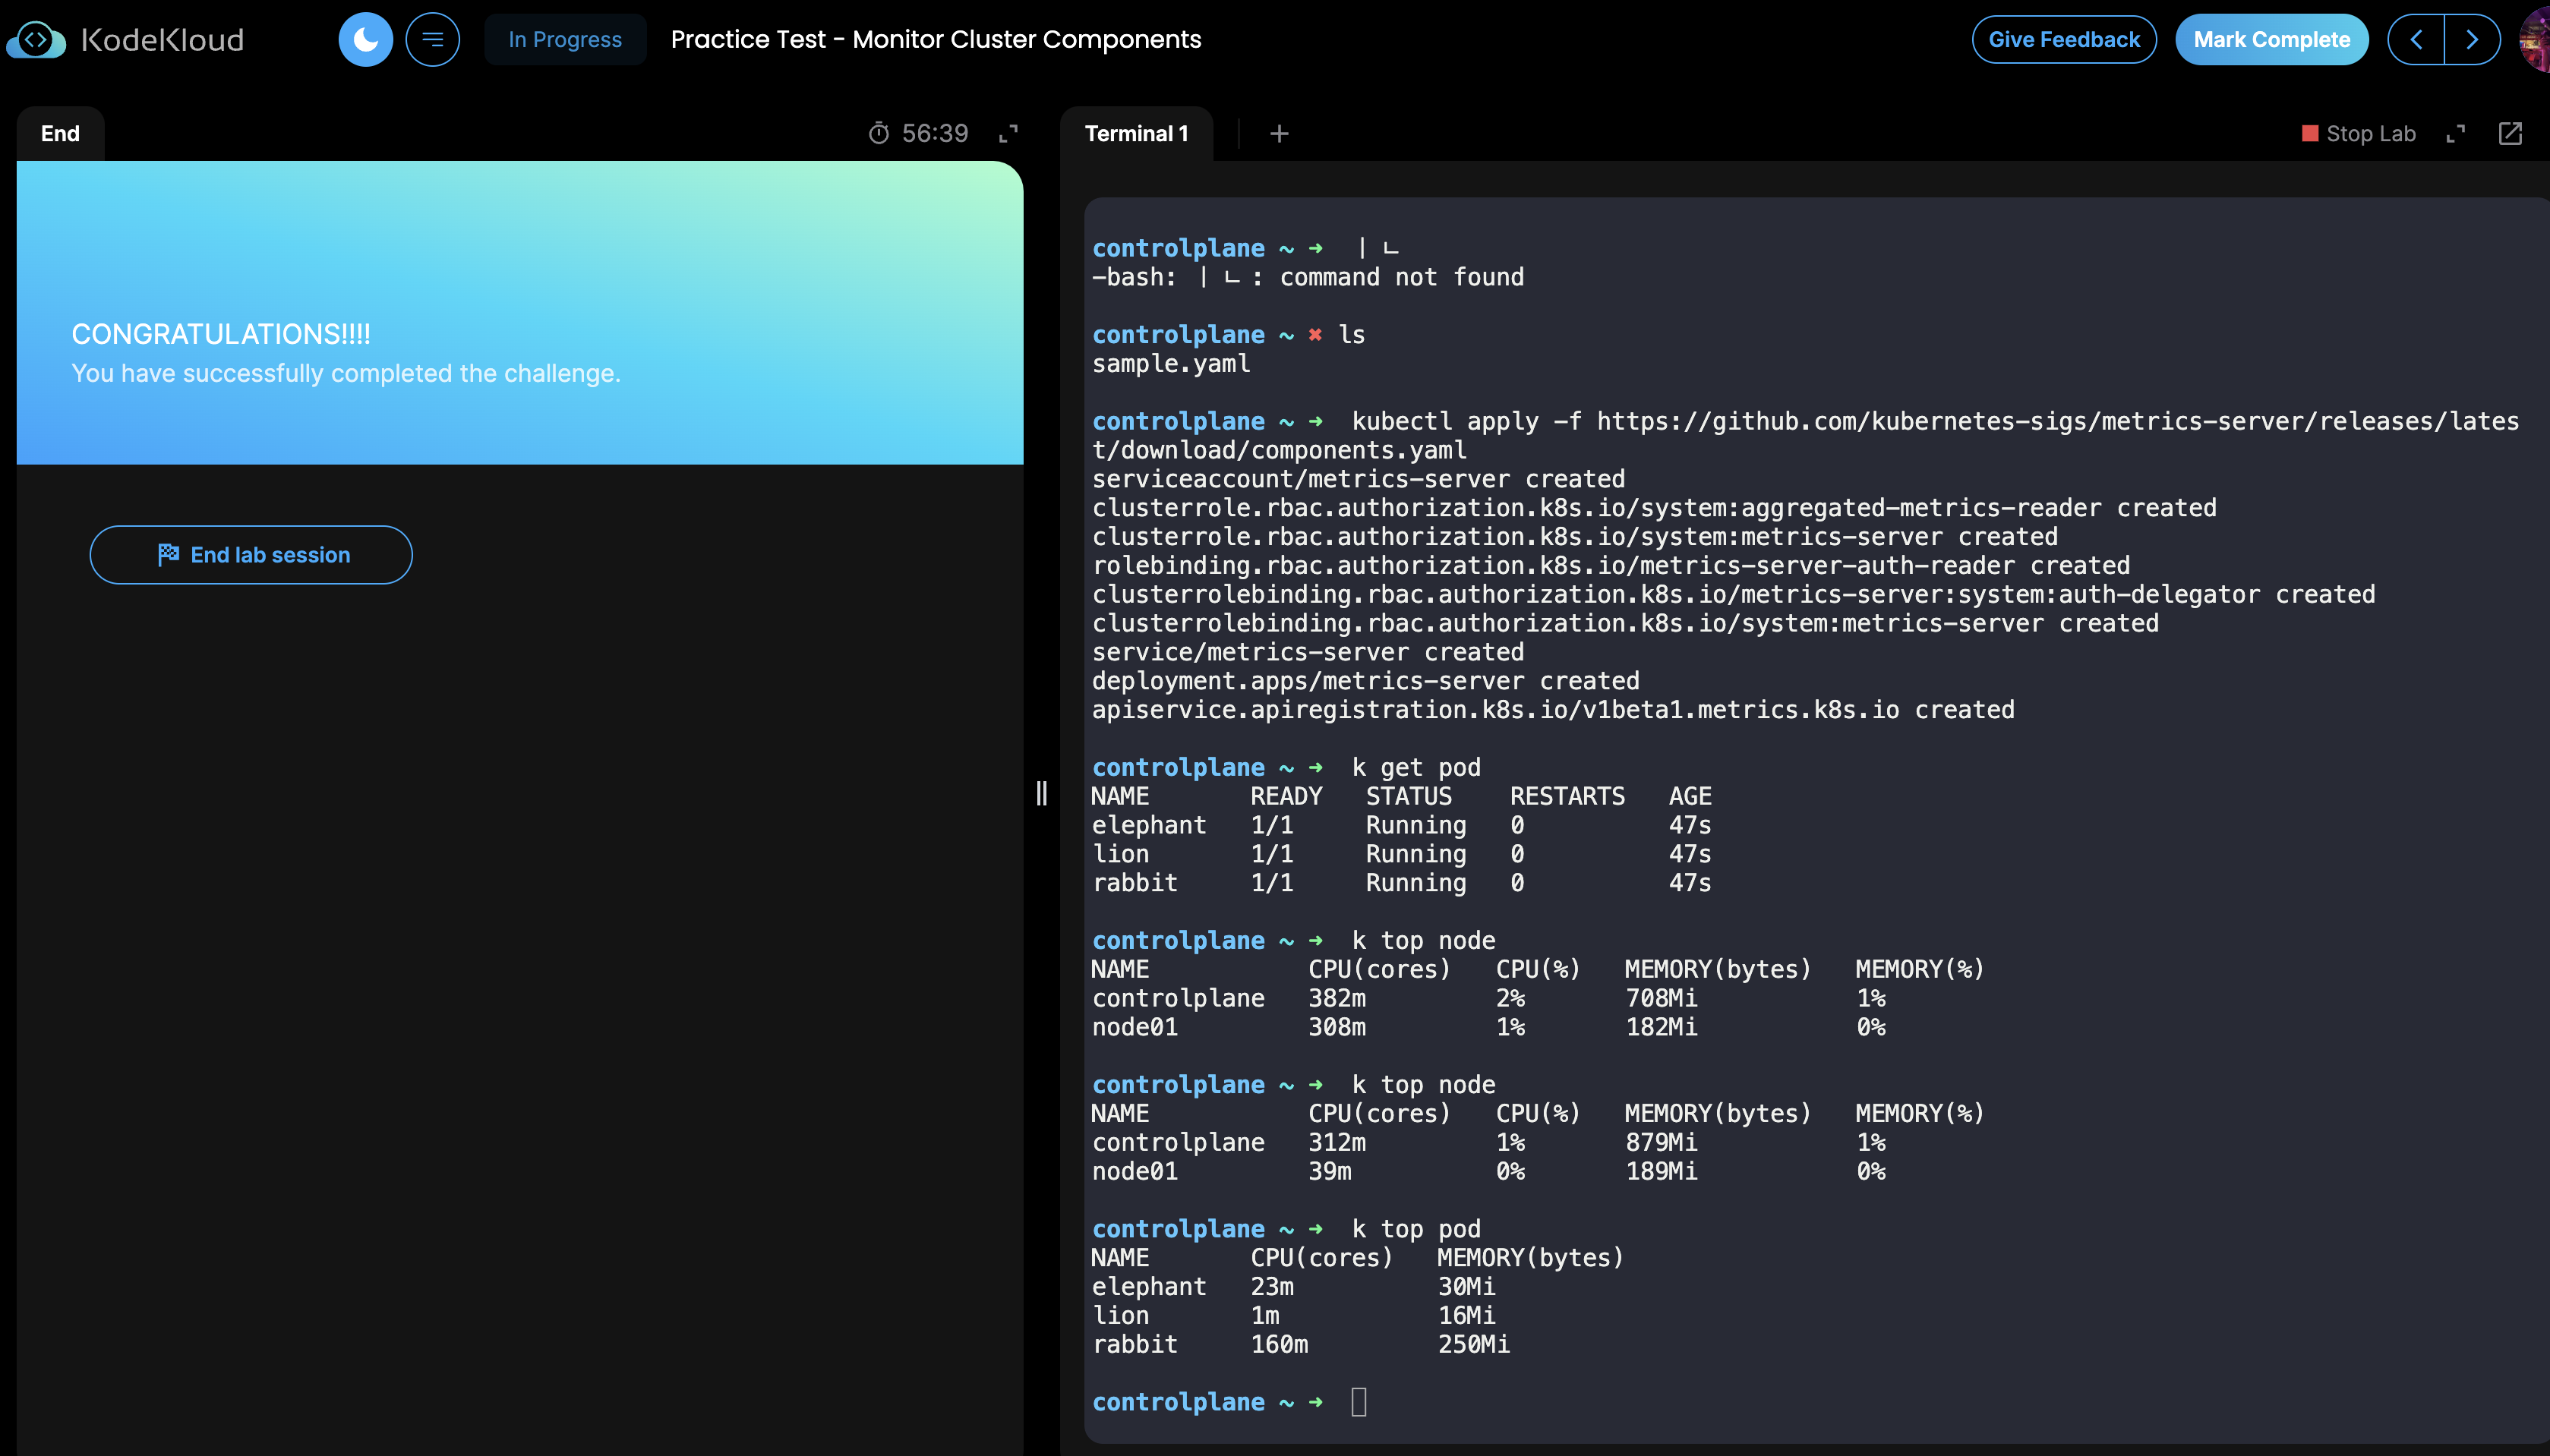 KodeKloud
In Progress
Practice Test - Monitor Cluster Components
Give Feedback
Mark Complete
End
56:39
CONGRATULATIONS!!!!
You have successfully completed the challenge.
End lab session
Terminal 1
+
Stop Lab
controlplane ~ ➜  ㅣㄴ
-bash: ㅣㄴ: command not found
controlplane ~ ✖ ls
sample.yaml
controlplane ~ ➜  kubectl apply -f https://github.com/kubernetes-sigs/metrics-server/releases/lates
t/download/components.yaml
serviceaccount/metrics-server created
clusterrole.rbac.authorization.k8s.io/system:aggregated-metrics-reader created
clusterrole.rbac.authorization.k8s.io/system:metrics-server created
rolebinding.rbac.authorization.k8s.io/metrics-server-auth-reader created
clusterrolebinding.rbac.authorization.k8s.io/metrics-server:system:auth-delegator created
clusterrolebinding.rbac.authorization.k8s.io/system:metrics-server created
service/metrics-server created
deployment.apps/metrics-server created
apiservice.apiregistration.k8s.io/v1beta1.metrics.k8s.io created
controlplane ~ ➜  k get pod
NAME       READY   STATUS    RESTARTS   AGE
elephant   1/1     Running   0          47s
lion       1/1     Running   0          47s
rabbit     1/1     Running   0          47s
controlplane ~ ➜  k top node
NAME           CPU(cores)   CPU(%)   MEMORY(bytes)   MEMORY(%)
controlplane   382m         2%       708Mi           1%
node01         308m         1%       182Mi           0%
controlplane ~ ➜  k top node
NAME           CPU(cores)   CPU(%)   MEMORY(bytes)   MEMORY(%)
controlplane   312m         1%       879Mi           1%
node01         39m          0%       189Mi           0%
controlplane ~ ➜  k top pod
NAME       CPU(cores)   MEMORY(bytes)
elephant   23m          30Mi
lion       1m           16Mi
rabbit     160m         250Mi
controlplane ~ ➜